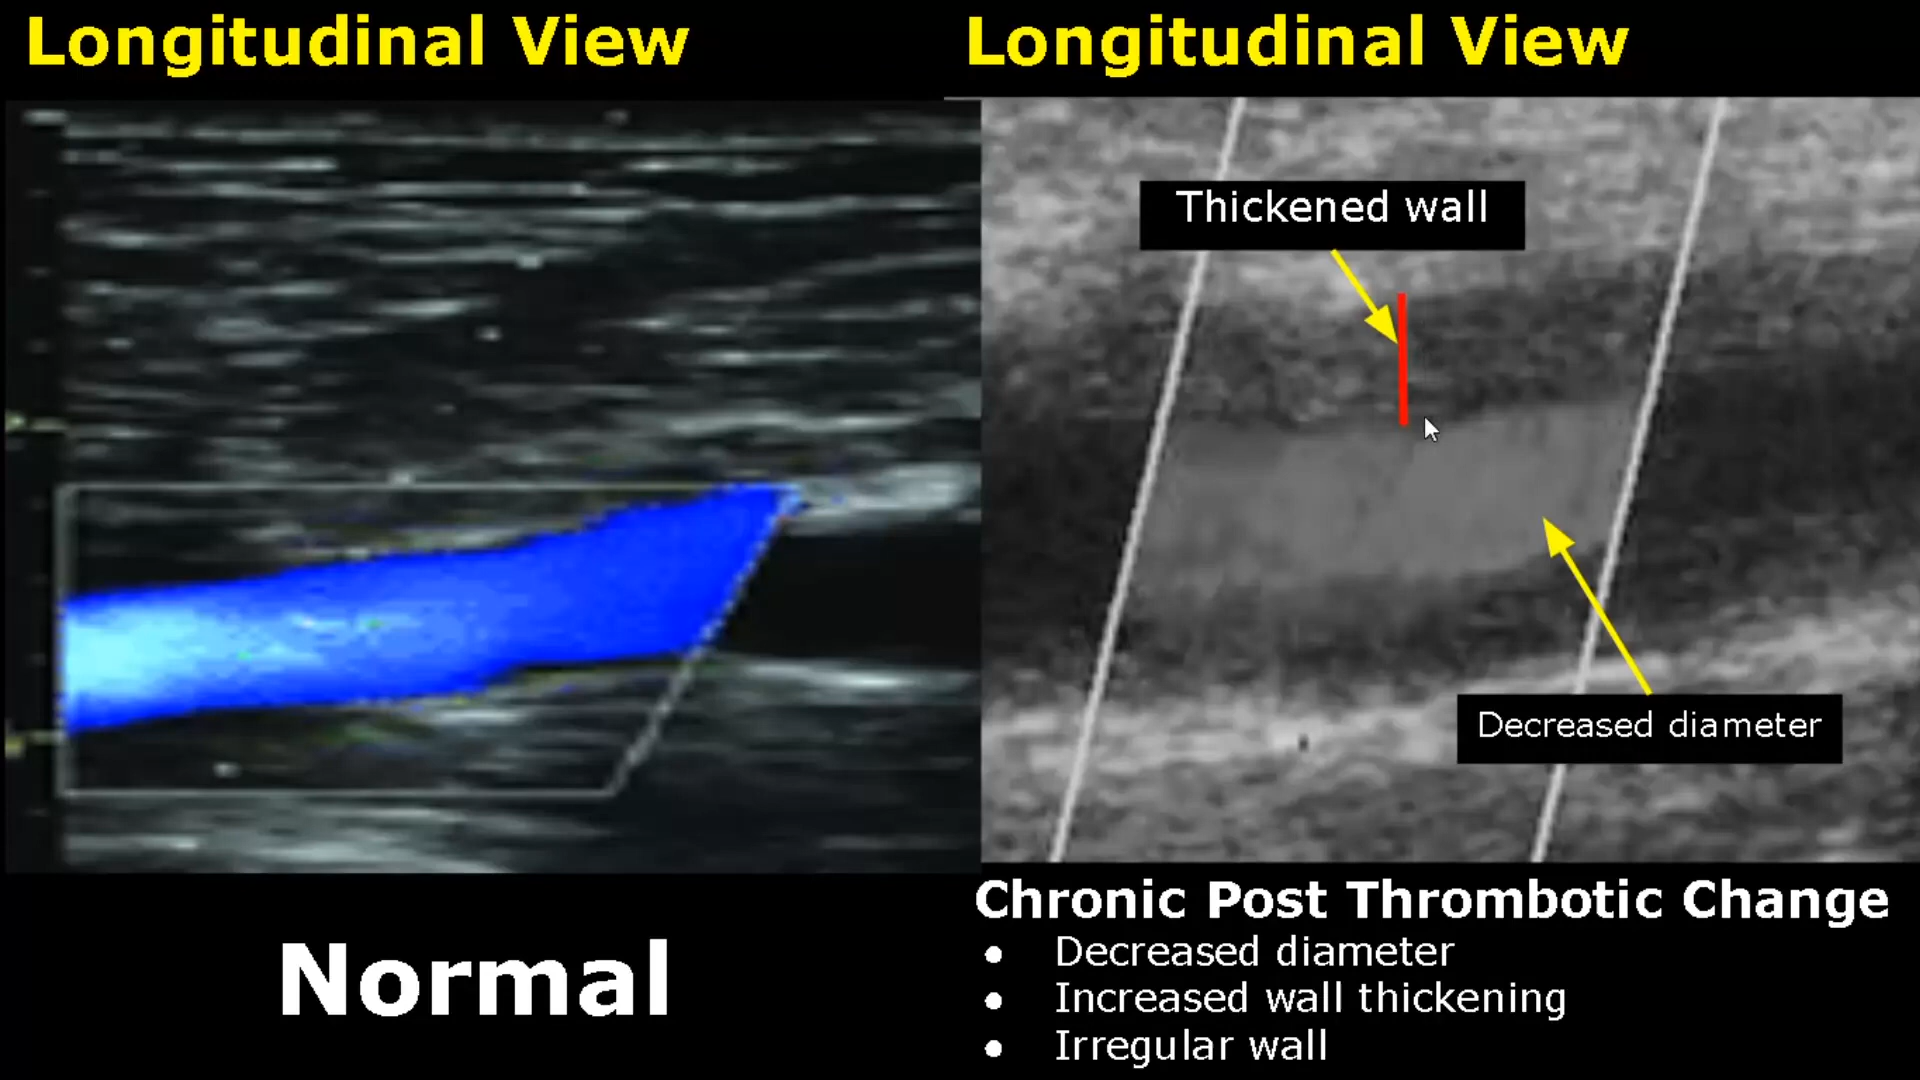 Longitudinal View
Longitudinal View
Thickened wall
Decreased diameter
Normal
Chronic Post Thrombotic Change
• Decreased diameter
• Increased wall thickening
• Irregular wall